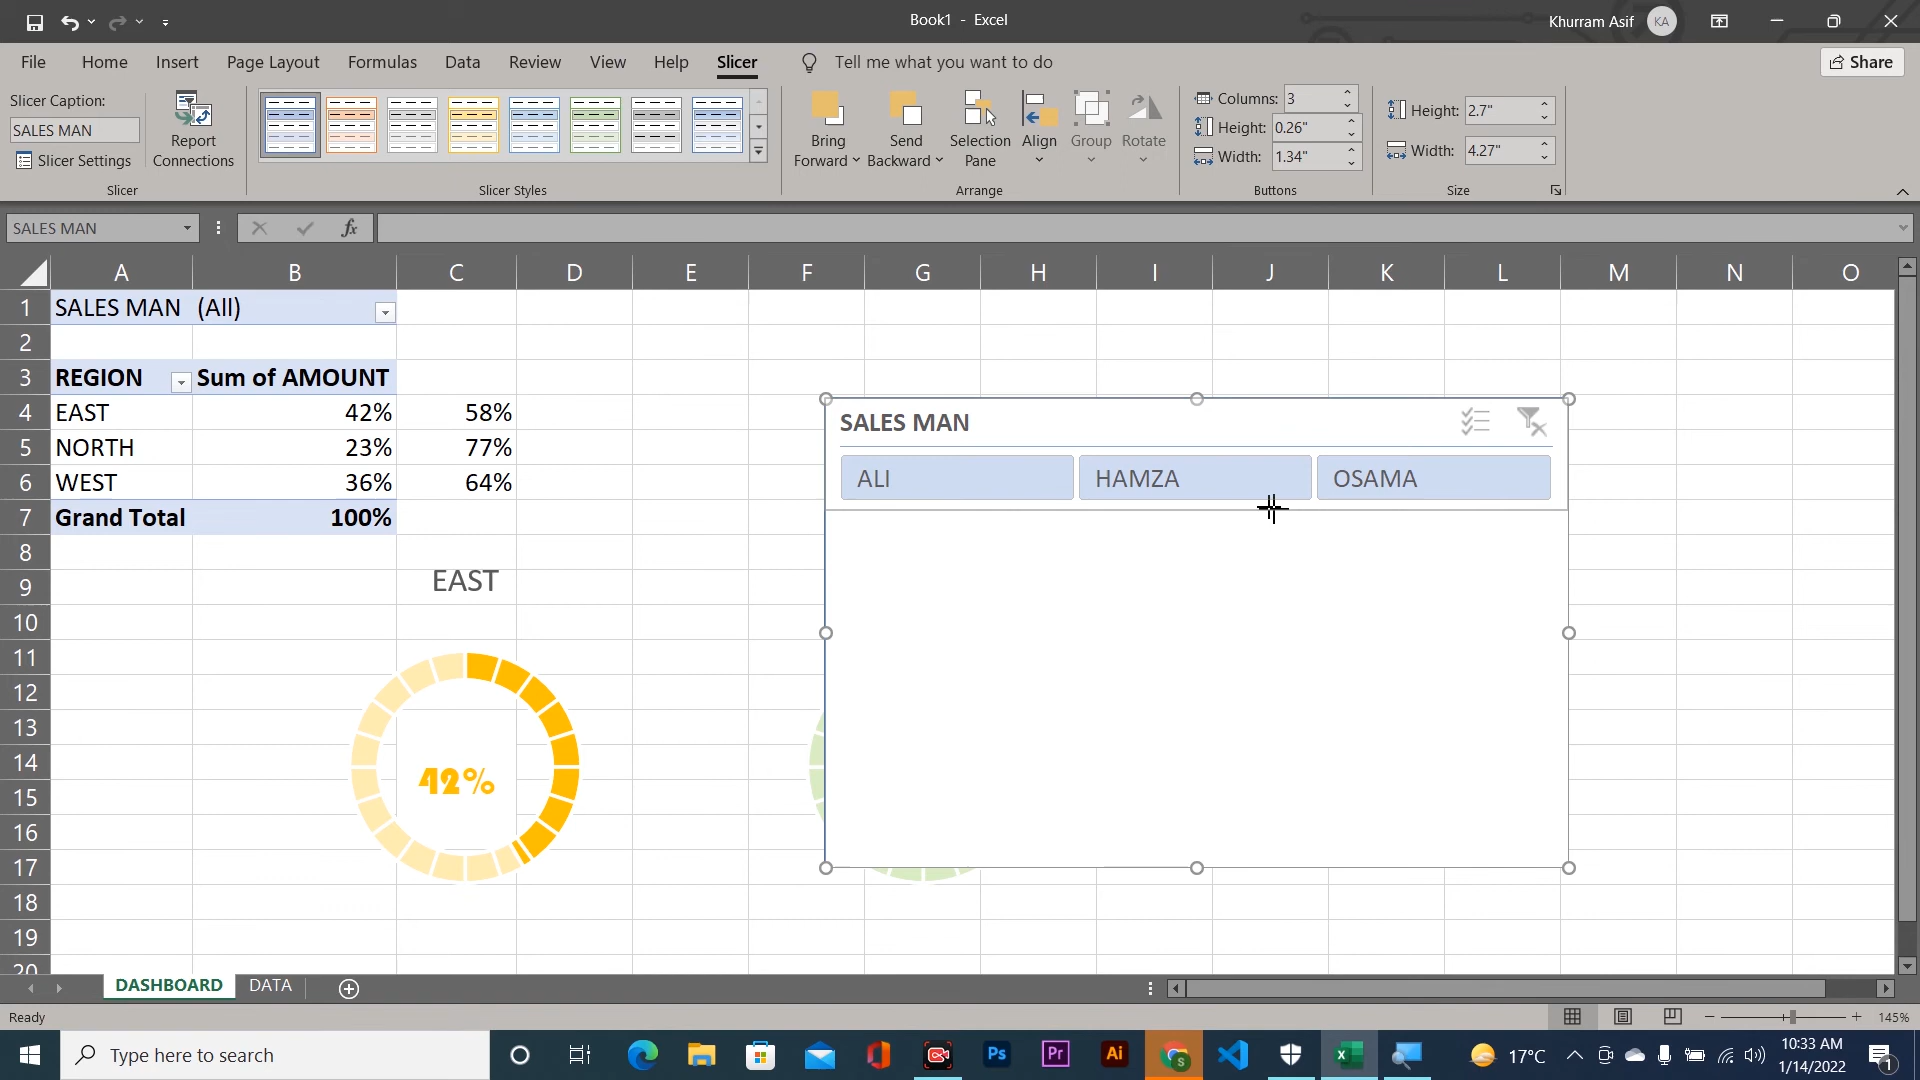 Book1 - Excel
Khurram Asif KA
File Home Insert Page Layout Formulas Data Review View Help Slicer Tell me what you want to do Share
Slicer Caption:
SALES MAN
Slicer Settings
Report
Connections
Slicer
Slicer Styles
Bring
Forward
Send
Backward
Selection
Pane
Align
Group
Rotate
Arrange
Columns: 3
Height: 0.26"
Width: 1.34"
Buttons
Height: 2.7"
Width: 4.27"
Size
SALES MAN fx
A B C D E F G H I J K L M N O
1 SALES MAN (All)
2
3 REGION Sum of AMOUNT
4 EAST 42% 58%
5 NORTH 23% 77%
6 WEST 36% 64%
7 Grand Total 100%
8
9
10
11
12
13
14
15
16
17
18
19
20
SALES MAN
ALI HAMZA OSAMA
EAST
42%
DASHBOARD DATA
Ready
145%
Type here to search
Ps Pr Ai
17°C
10:33 AM
1/14/2022
1